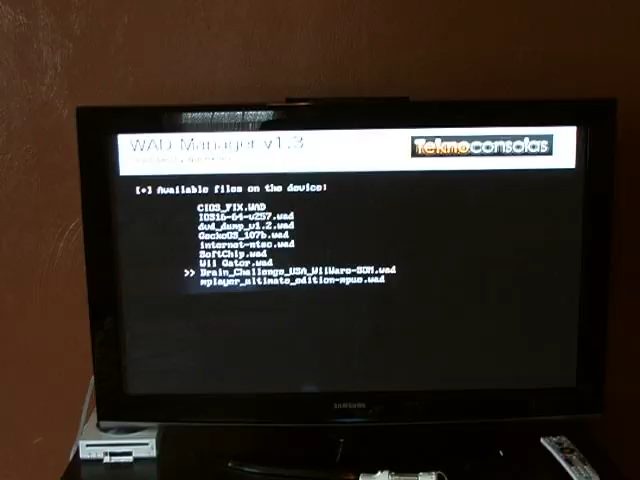 WAD Manager v1.3
Teknoconsolas
[+] Available files on the device:
CIOS_FIX.WAD
IOS16-64-v257.wad
dvd_dump_v1.2.wad
GeckoOS_107b.wad
internet-ntsc.wad
SoftChip.wad
Wii Gator.wad
>> Brain_Challenge_USA_WiiWare-SUM.wad
mplayer_ultimate_edition-mpue.wad
SAMSUNG